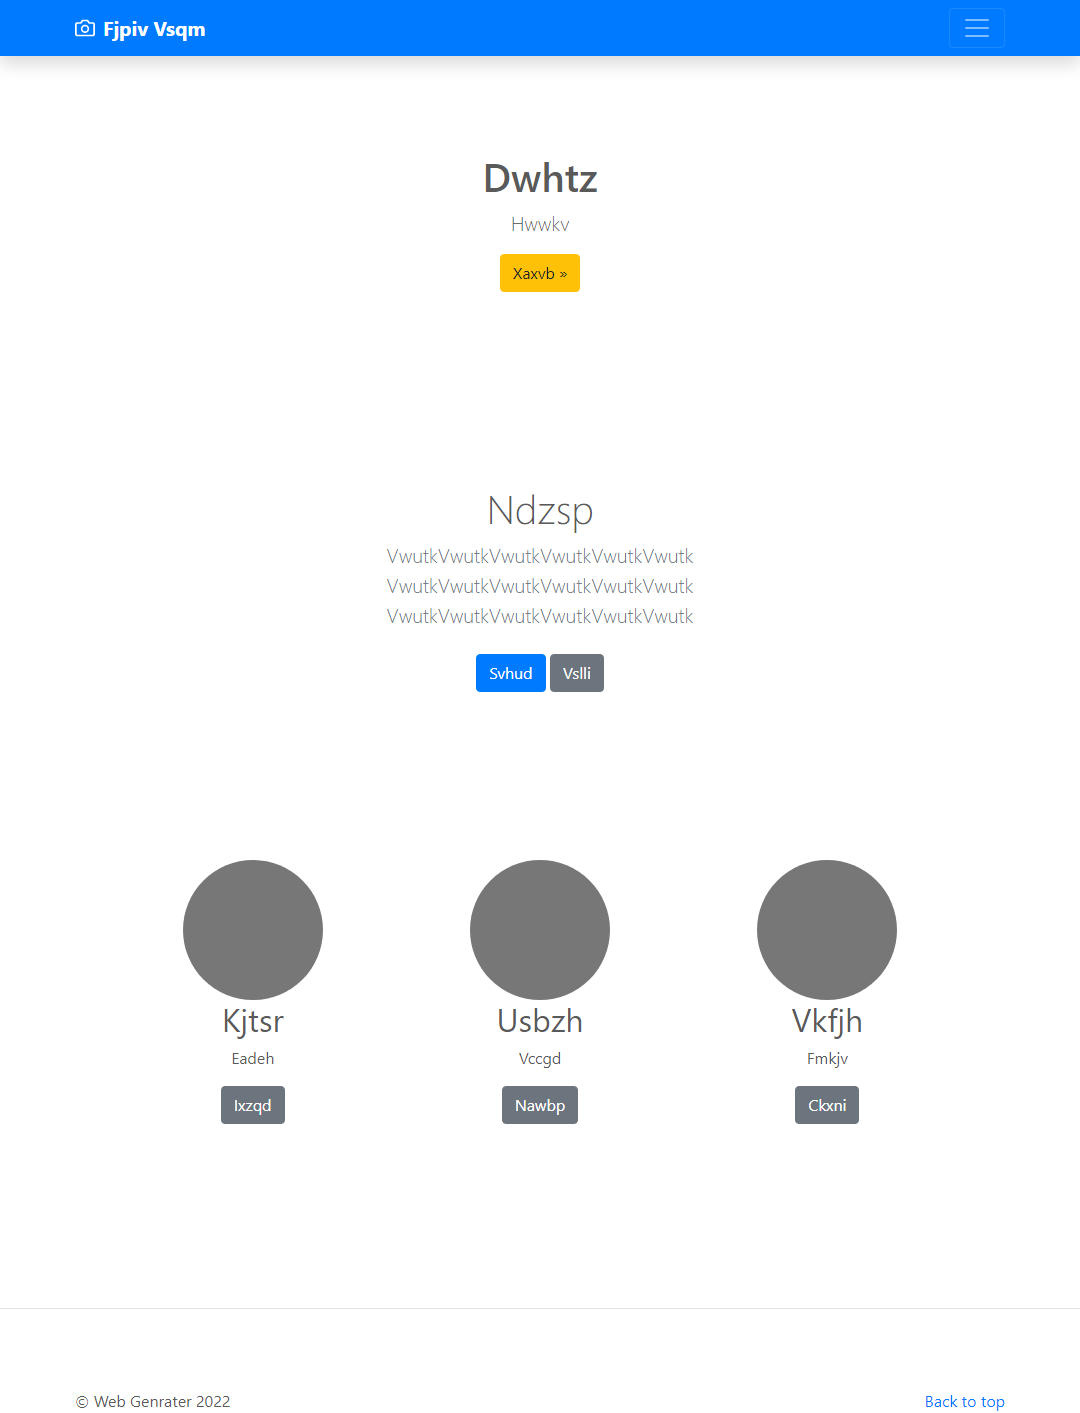 Fjpiv Vsqm
Dwhtz
Hwwkv
Xaxvb »
Ndzsp
VwutkVwutkVwutkVwutkVwutkVwutk
VwutkVwutkVwutkVwutkVwutkVwutk
VwutkVwutkVwutkVwutkVwutkVwutk
Svhud Vslli
Kjtsr Usbzh Vkfjh
Eadeh Vccgd Fmkjv
Ixzqd Nawbp Ckxni
© Web Genrater 2022 Back to top